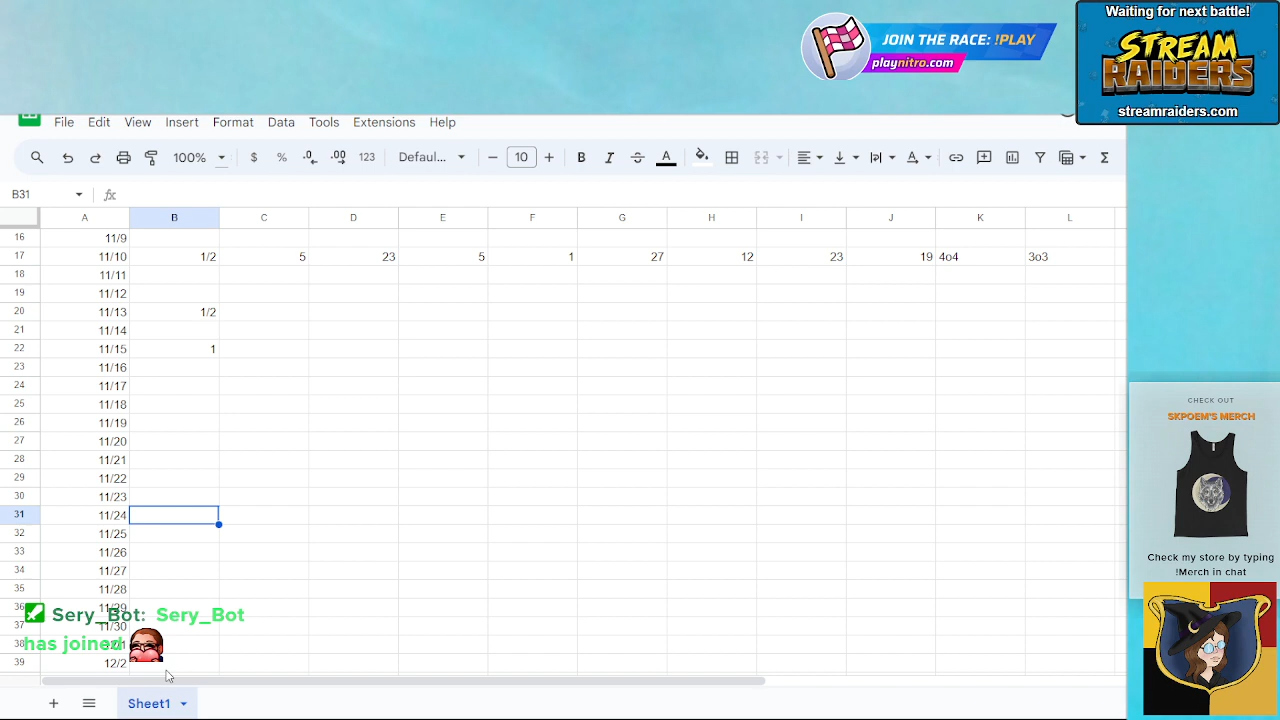 Waiting for next battle!
JOIN THE RACE: !PLAY
playnitro.com
STREAM
RAIDERS
streamraiders.com
File Edit View Insert Format Data Tools Extensions Help
100% $ % .0 .00 123 Defaul... − 10 + B I A Σ
B31 fx
A B C D E F G H I J K L
16 11/9
17 11/10 1/2 5 23 5 1 27 12 23 19 4o4 3o3
18 11/11
19 11/12
20 11/13 1/2
21 11/14
22 11/15 1
23 11/16
24 11/17
25 11/18
26 11/19
27 11/20
28 11/21
29 11/22
30 11/23
31 11/24
32 11/25
33 11/26
34 11/27
35 11/28
36 11/29
Sery_Bot: Sery_Bot
37 11/30
has joined
38
39 12/2
+ Sheet1
CHECK OUT
SKPOEM'S MERCH
Check my store by typing
!Merch in chat